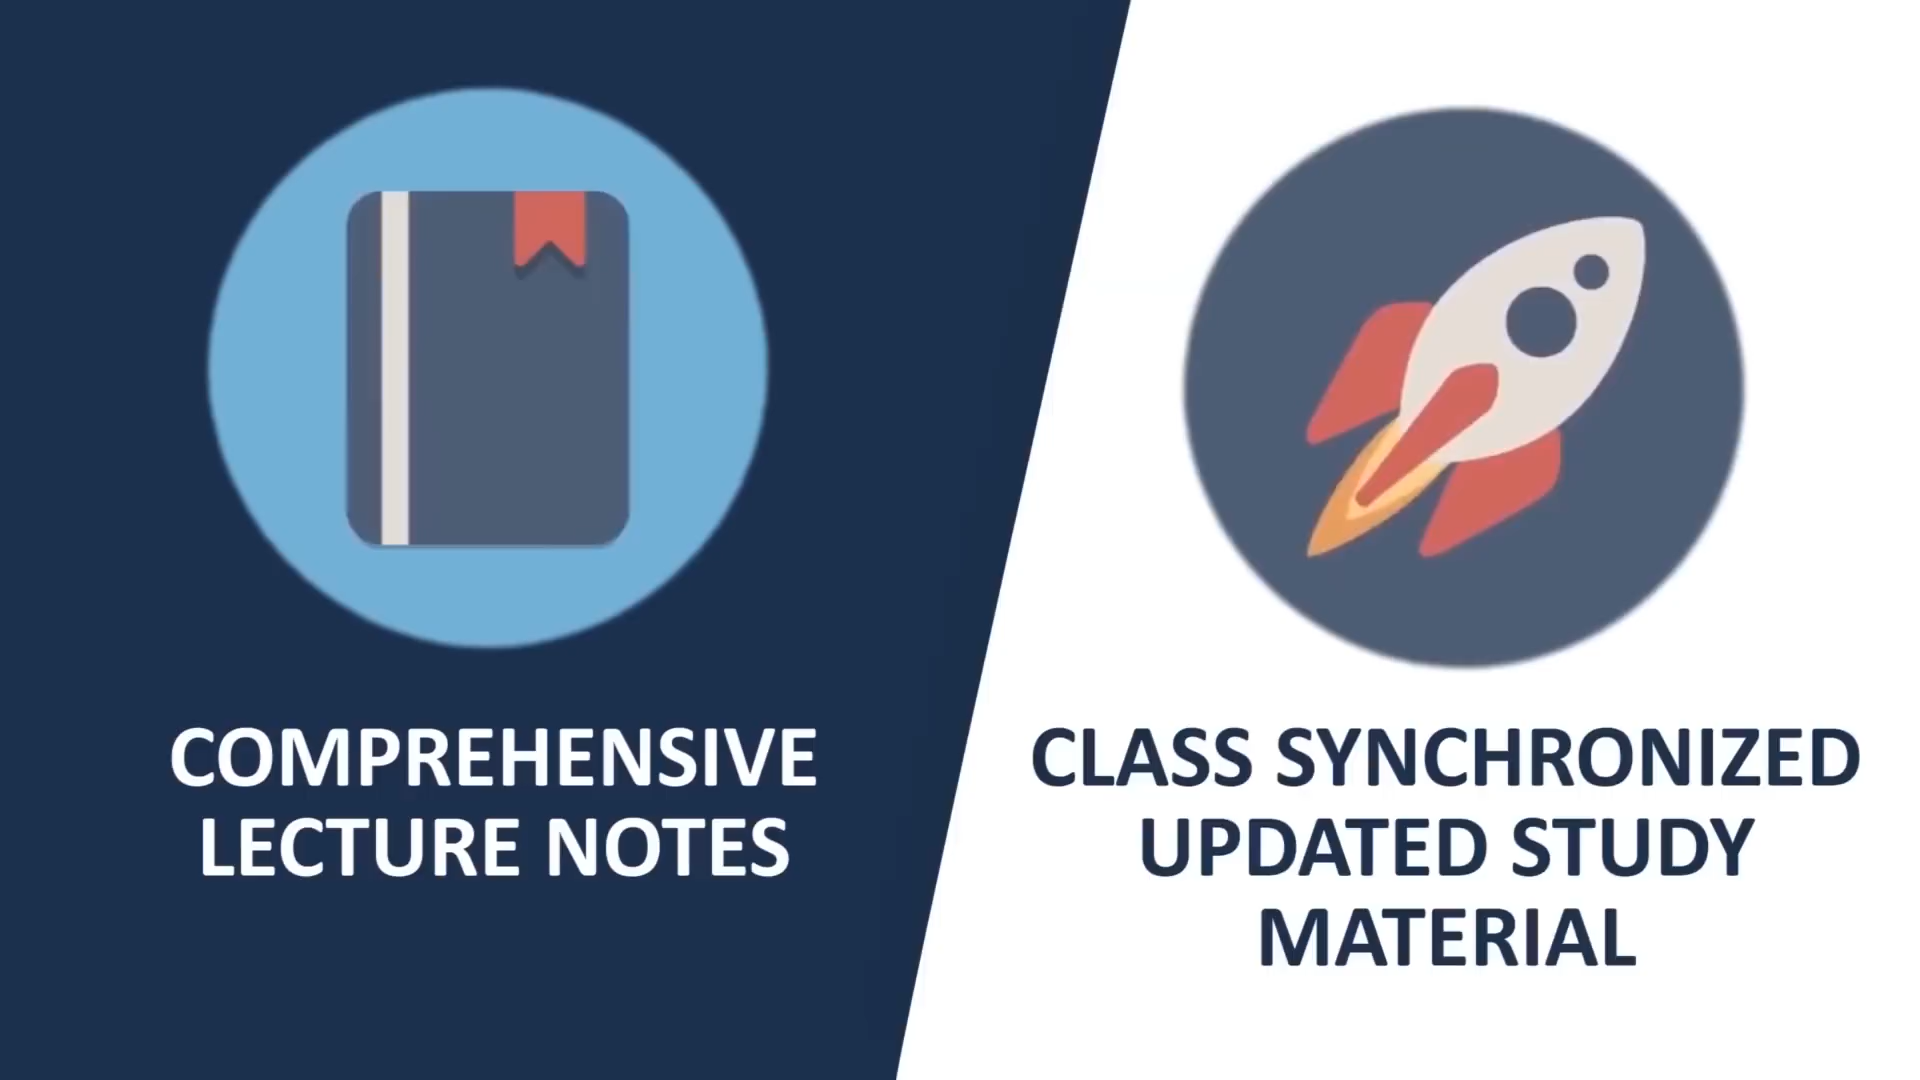 COMPREHENSIVE
LECTURE NOTES
CLASS SYNCHRONIZED
UPDATED STUDY
MATERIAL